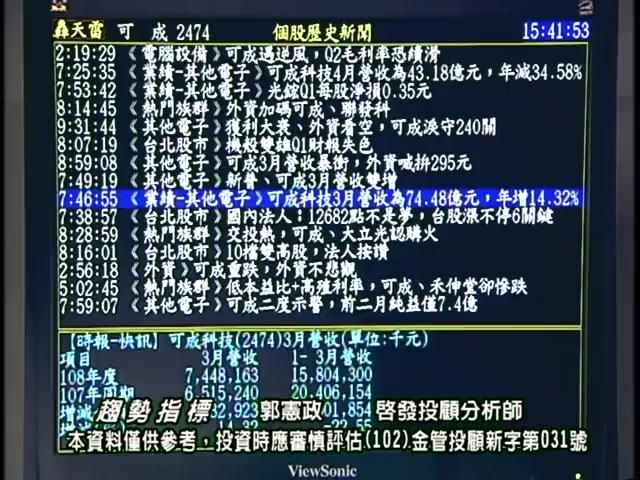 轟天雷 可 成 2474 個股歷史新聞 15:41:53
2:19:29《電腦設備》可成遇逆風，Q2毛利率恐續滑
7:25:35《業績-其他電子》可成科技4月營收為43.18億元，年減34.58%
7:53:42《業績-其他電子》光鋐Q1每股淨損0.35元
8:14:45《熱門族群》外資加碼可成、聯發科
9:31:44《其他電子》獲利大衰、外資看空，可成淚守240關
8:07:19《台北股市》機殼雙雄Q1財報失色
8:59:08《其他電子》可成3月營收暴衝，外資喊拚295元
7:49:19《其他電子》新普、可成3月營收雙增
7:46:55《業績-其他電子》可成科技3月營收為74.48億元，年增14.32%
7:38:57《台北股市》國內法人：12682點不是夢，台股漲不停6關鍵
8:28:59《熱門族群》交投熱，可成、大立光認購火
8:16:01《台北股市》10檔雙高股，法人按讚
2:56:18《外資》可成重跌，外資不悲觀
5:02:45《熱門族群》低本益比+高殖利率，可成、禾伸堂卻慘跌
7:59:07《其他電子》可成二度示警，前二月純益僅7.4億
【時報-快訊】可成科技(2474)3月營收(單位:千元)
項目 3月營收 1- 3月營收
108年度 7,448,163 15,804,300
107年同期 6,515,240 20,406,154
增減 32,923 01,854
14.32 -22.55
趨勢指標 郭憲政 啓發投顧分析師
本資料僅供參考，投資時應審慎評估(102)金管投顧新字第031號
ViewSonic